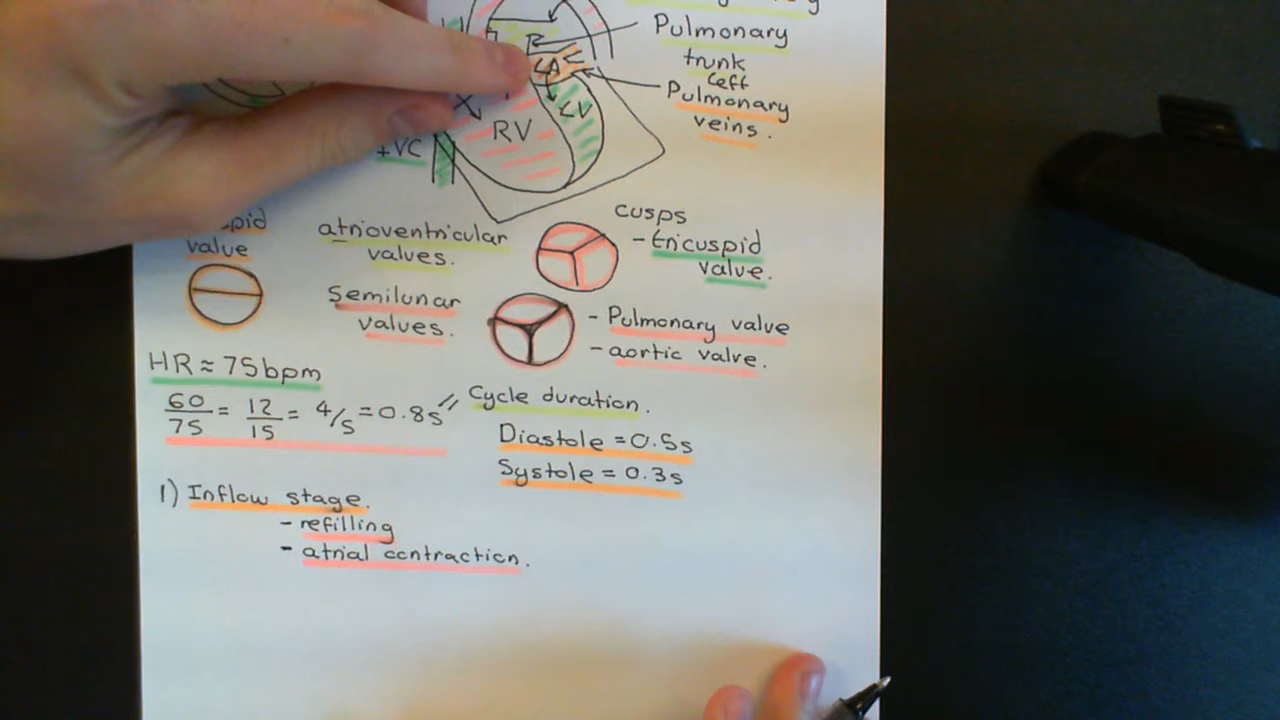 Pulmonary
trunk
Left
Pulmonary
veins.
LA
LV
RV
IVC
cusps
- tricuspid
valve.
value
atrioventricular
valves.
Semilunar
valves.
- Pulmonary valve
- aortic valve.
HR ≈ 75bpm
60/75 = 12/15 = 4/5 = 0.8s // Cycle duration.
Diastole = 0.5s
Systole = 0.3s
1) Inflow stage.
- refilling
- atrial contraction.